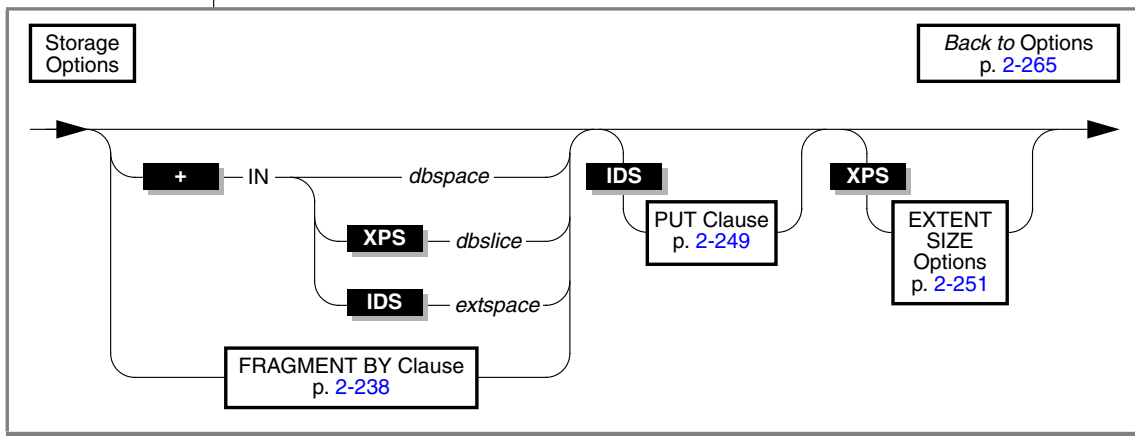 Storage
Options
Back to Options
p. 2-265
+
IN
dbspace
IDS
XPS
XPS
dbslice
PUT Clause
p. 2-249
EXTENT
SIZE
Options
p. 2-251
IDS
extspace
FRAGMENT BY Clause
p. 2-238